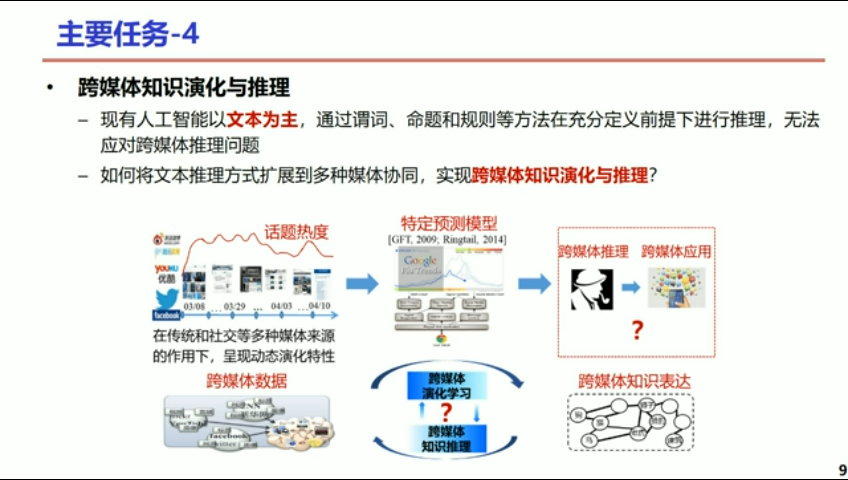 主要任务-4
• 跨媒体知识演化与推理
– 现有人工智能以文本为主，通过谓词、命题和规则等方法在充分定义前提下进行推理，无法
应对跨媒体推理问题
– 如何将文本推理方式扩展到多种媒体协同，实现跨媒体知识演化与推理？
话题热度
YOUKU
优酷
facebook
03/08 ... 03/29 ... 04/03 ... 04/10
在传统和社交等多种媒体来源
的作用下，呈现动态演化特性
特定预测模型
[GFT, 2009; Ringtail, 2014]
Google
Flu Trends
跨媒体推理 跨媒体应用
?
跨媒体数据
Facebook
Twitter
跨媒体
演化学习
?
跨媒体
知识推理
跨媒体知识表达
狗
猫
鸟
9